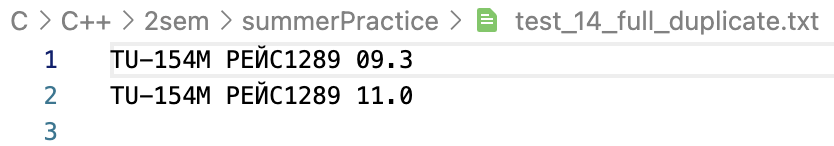 C > C++ > 2sem > summerPractice > test_14_full_duplicate.txt
1 TU-154M РЕЙС1289 09.3
2 TU-154M РЕЙС1289 11.0
3